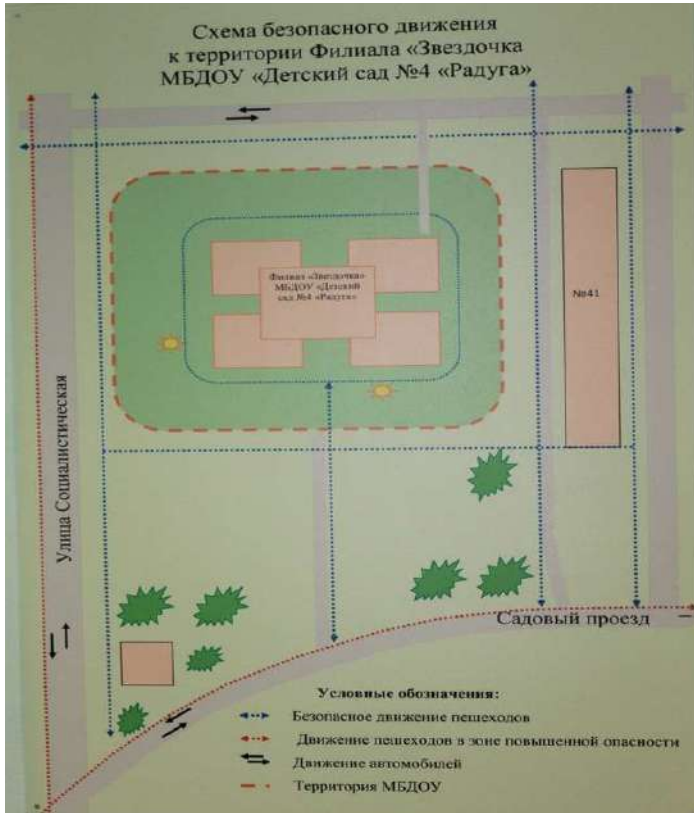 Схема безопасного движения
к территории Филиала «Звездочка
МБДОУ «Детский сад №4 «Радуга»
Филиал «Звездочка»
МБДОУ «Детский
сад №4 «Радуга»
№41
Улица Социалистическая
Садовый проезд
Условные обозначения:
Безопасное движение пешеходов
Движение пешеходов в зоне повышенной опасности
Движение автомобилей
Территория МБДОУ